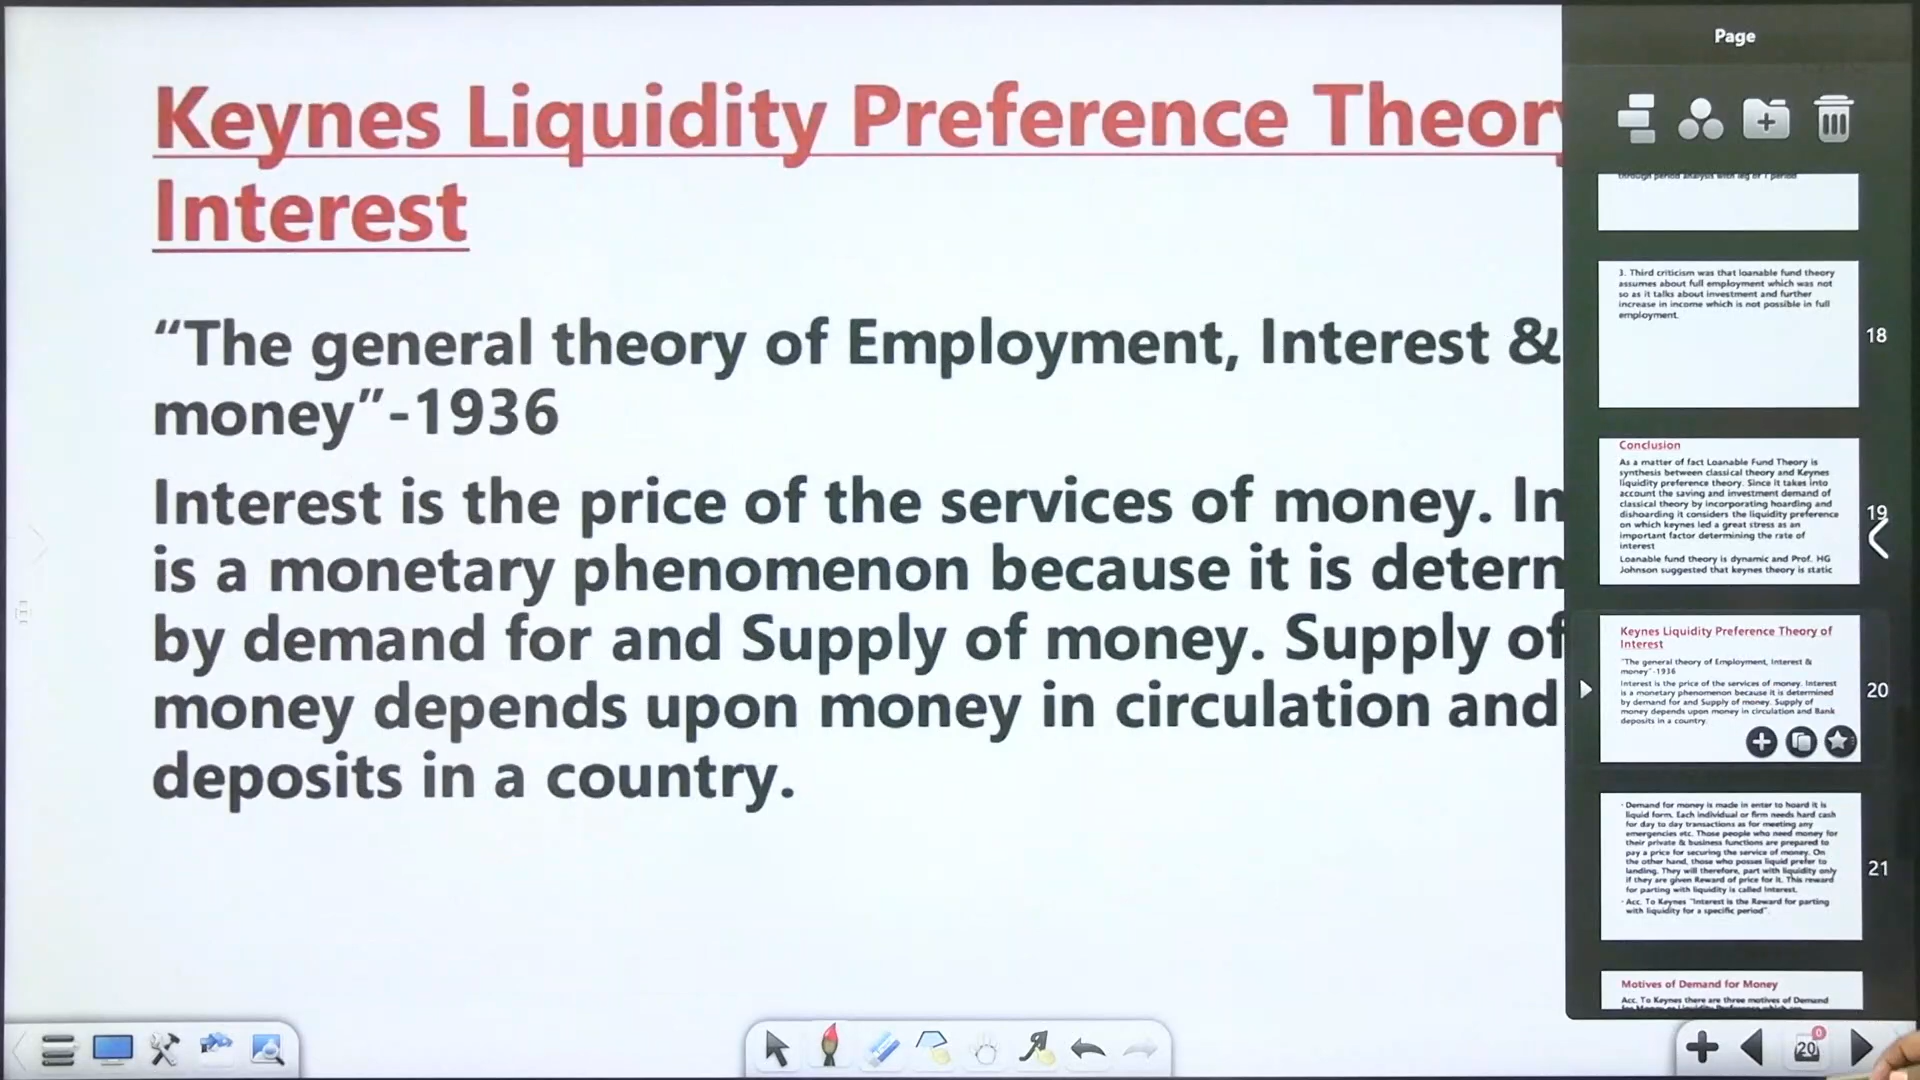 Keynes Liquidity Preference Theory
Interest
“The general theory of Employment, Interest &
money”-1936
Interest is the price of the services of money. In
is a monetary phenomenon because it is determ
by demand for and Supply of money. Supply of
money depends upon money in circulation and
deposits in a country.
Page
through period analysis with leg of 1 period
3. Third criticism was that loanable fund theory
assumes about full employment which was not
so as it talks about investment and further
increase in income which is not possible in full
employment.
18
Conclusion
As a matter of fact Loanable Fund Theory is
synthesis between classical theory and Keynes
liquidity preference theory. Since it takes into
account the saving and investment demand of
classical theory by incorporating hoarding and
dishoarding it considers the liquidity preference
on which keynes led a great stress as an
important factor determining the rate of
interest
Loanable fund theory is dynamic and Prof. HG
Johnson suggested that keynes theory is static
19
Keynes Liquidity Preference Theory of
Interest
"The general theory of Employment, Interest &
money"-1936
Interest is the price of the services of money. Interest
is a monetary phenomenon because it is determined
by demand for and Supply of money. Supply of
money depends upon money in circulation and Bank
deposits in a country.
20
· Demand for money is made in enter to hoard it is
liquid form. Each individual or firm needs hard cash
for day to day transactions as for meeting any
emergencies etc. Those people who need money for
their private & business functions are prepared to
pay a price for securing the service of money. On
the other hand, those who posses liquid prefer to
landing. They will therefore, part with liquidity only
if they are given Reward of price for it. This reward
for parting with liquidity is called Interest.
· Acc. To Keynes "Interest is the Reward for parting
with liquidity for a specific period".
21
Motives of Demand for Money
Acc. To Keynes there are three motives of Demand
for Money or Liquidity Preference which are
0
20